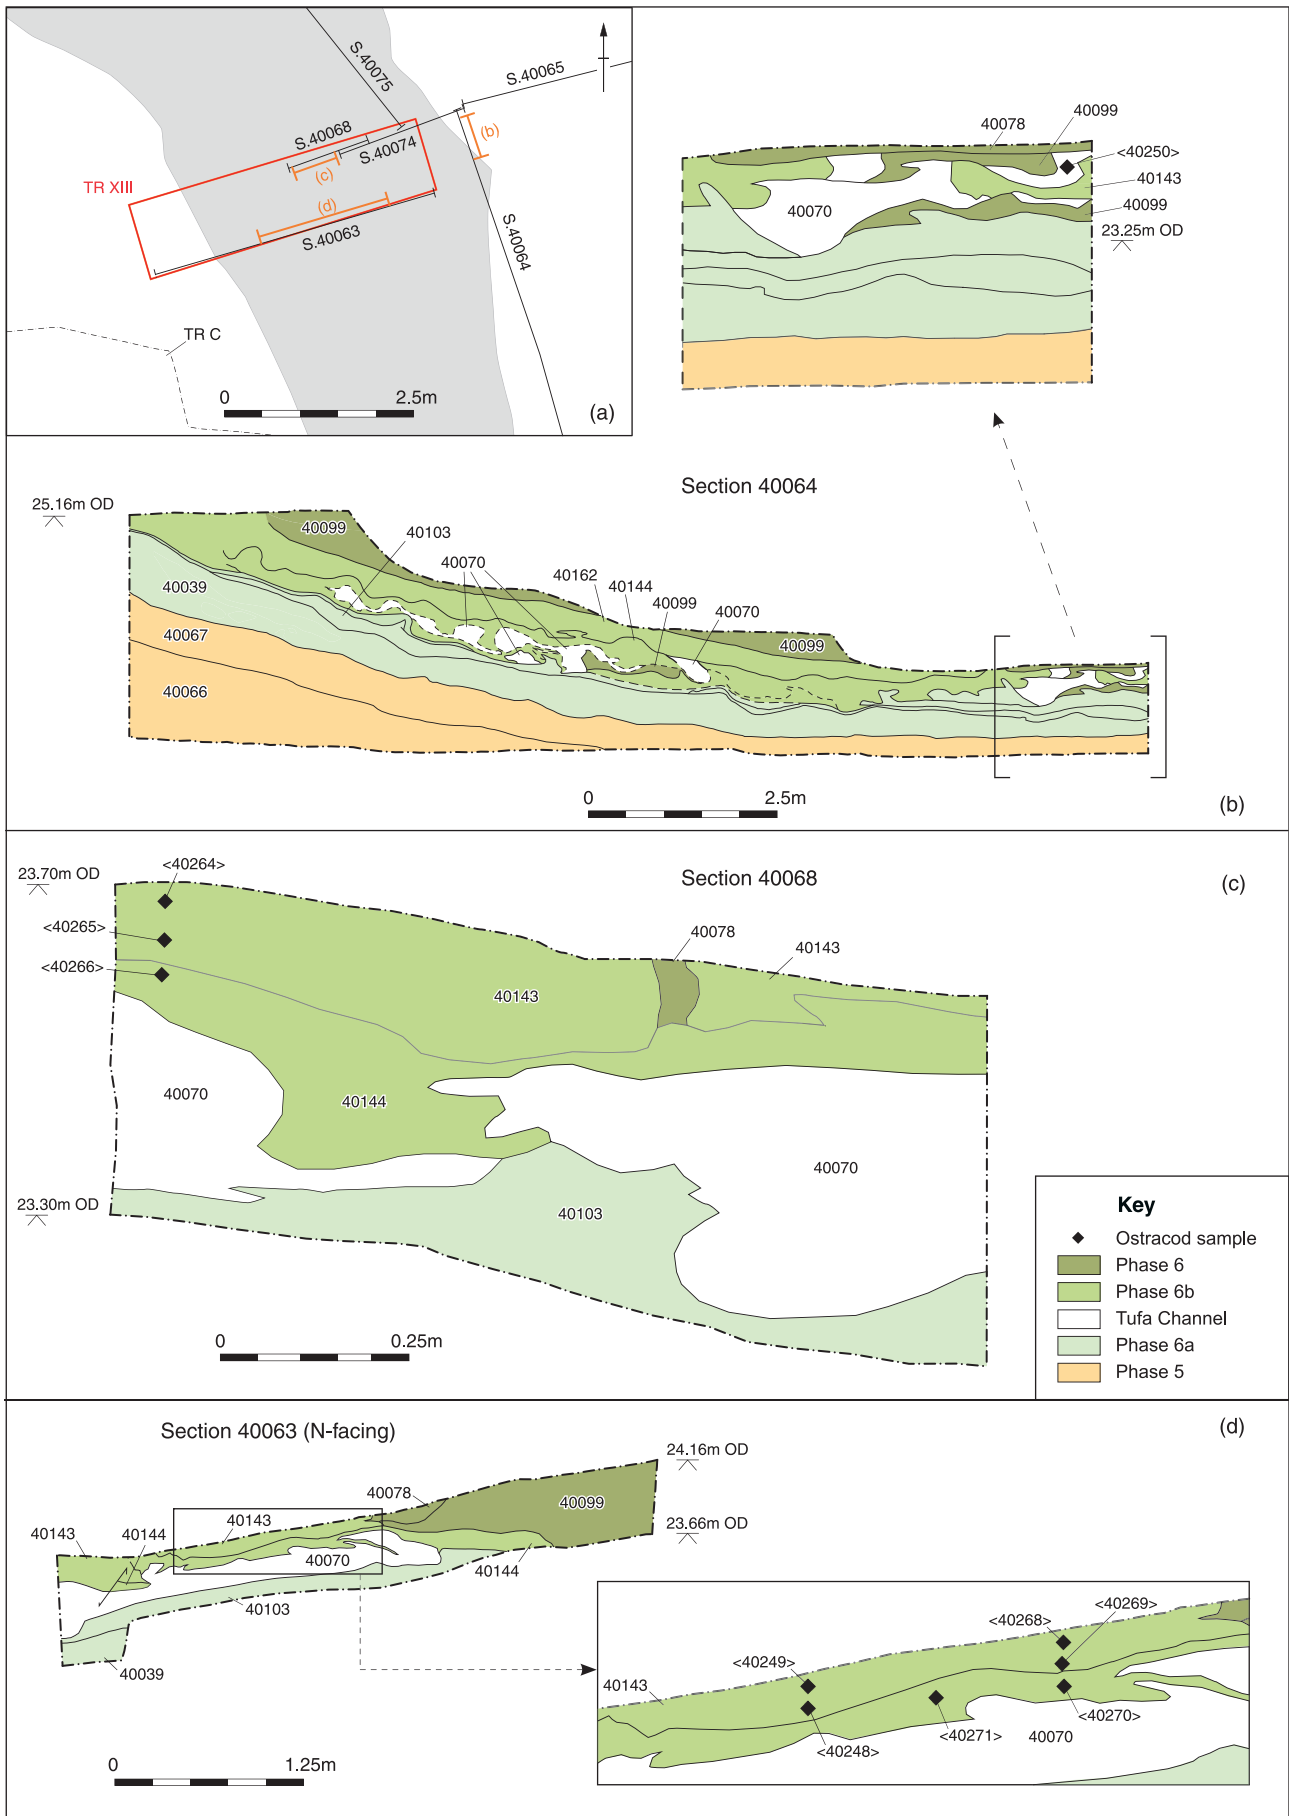 S.40075
S.40065
S.40068
S.40074
(b)
(c)
TR XIII
(d)
S.40063
S.40064
TR C
0 2.5m
(a)
40078
40099
<40250>
40143
40099
40070
23.25m OD
Section 40064
25.16m OD
40099
40103
40070
40162
40144
40099
40070
40099
40039
40067
40066
0 2.5m
(b)
Section 40068
(c)
23.70m OD
<40264>
<40265>
<40266>
40078
40143
40143
40070
40144
40070
40103
23.30m OD
0 0.25m
Key
Ostracod sample
Phase 6
Phase 6b
Tufa Channel
Phase 6a
Phase 5
Section 40063 (N-facing)
(d)
24.16m OD
40078
40099
40143
40143
40144
23.66m OD
40070
40144
40103
40039
0 1.25m
<40268>
<40269>
<40249>
40143
<40270>
40070
<40271>
<40248>